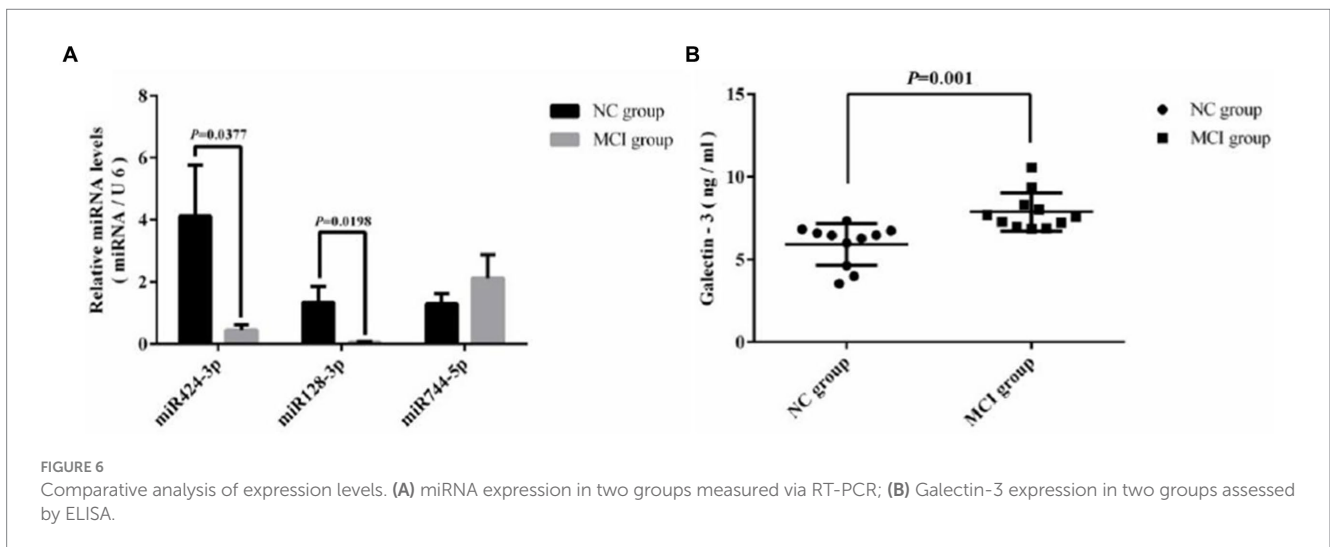 A
Relative miRNA levels
( miRNA / U 6 )
8
6
4
2
0
P=0.0377
P=0.0198
NC group
MCI group
miR424-3p
miR128-3p
miR744-5p
B
P=0.001
Galectin - 3 ( ng / ml )
15
10
5
0
NC group
MCI group
NC group
MCI group
FIGURE 6
Comparative analysis of expression levels. (A) miRNA expression in two groups measured via RT-PCR; (B) Galectin-3 expression in two groups assessed
by ELISA.